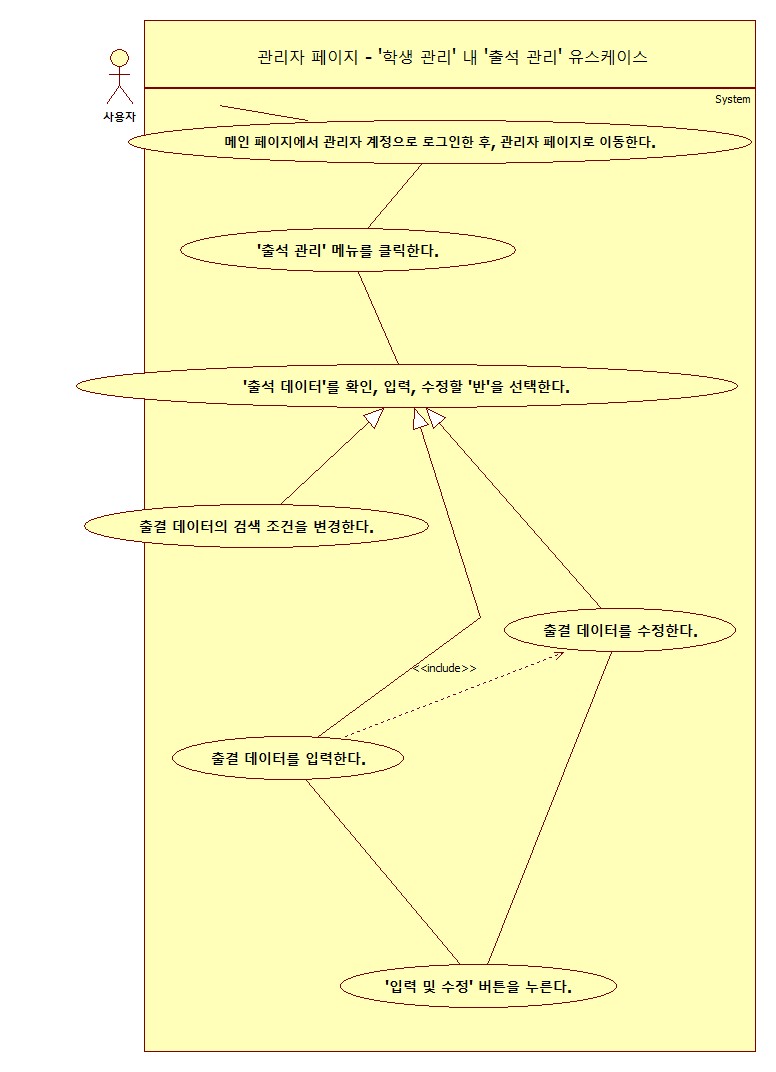 관리자 페이지 - '학생 관리' 내 '출석 관리' 유스케이스
System
사용자
메인 페이지에서 관리자 계정으로 로그인한 후, 관리자 페이지로 이동한다.
'출석 관리' 메뉴를 클릭한다.
'출석 데이터'를 확인, 입력, 수정할 '반'을 선택한다.
출결 데이터의 검색 조건을 변경한다.
출결 데이터를 수정한다.
<<include>>
출결 데이터를 입력한다.
'입력 및 수정' 버튼을 누른다.